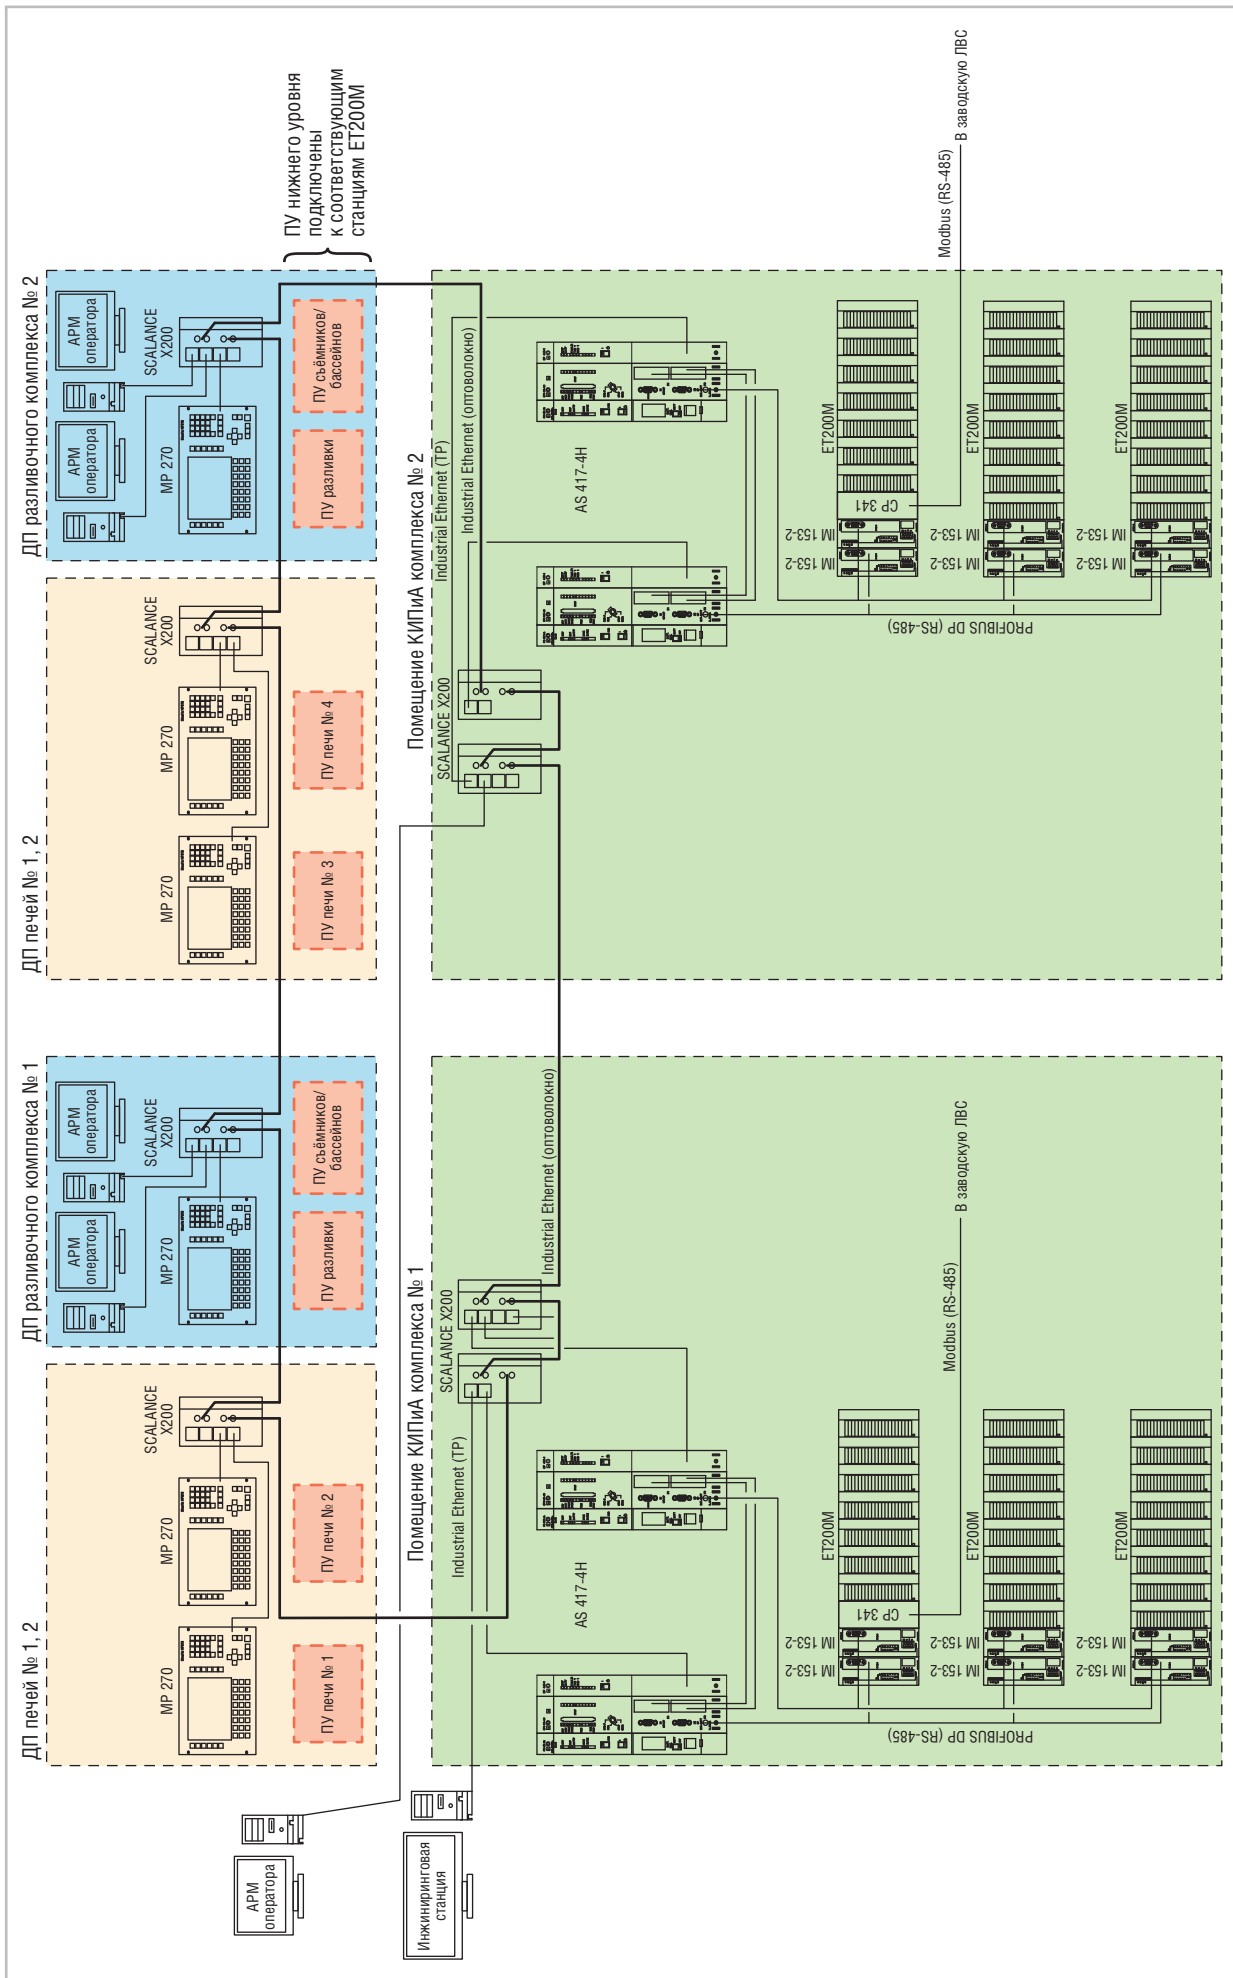 ДП печей № 1, 2
SCALANCE
X200
MP 270
MP 270
ПУ печи № 1
ПУ печи № 2
ДП разливочного комплекса № 1
АРМ
оператора
АРМ
оператора
SCALANCE
X200
MP 270
ПУ разливки
ПУ съёмников/
бассейнов
ДП печей № 1, 2
SCALANCE
X200
MP 270
MP 270
ПУ печи № 3
ПУ печи № 4
ДП разливочного комплекса № 2
АРМ
оператора
АРМ
оператора
SCALANCE
X200
MP 270
ПУ разливки
ПУ съёмников/
бассейнов
ПУ нижнего уровня
подключены
к соответствующим
станциям ET200M
АРМ
оператора
Инжиниринговая
станция
Помещение КИПиА комплекса № 1
SCALANCE X200
Industrial Ethernet (TP)
Industrial Ethernet (оптоволокно)
AS 417-4H
PROFIBUS DP (RS-485)
IM 153-2
IM 153-2
CP 341
ET200M
IM 153-2
IM 153-2
ET200M
IM 153-2
IM 153-2
ET200M
Modbus (RS-485)
В заводскую ЛВС
Помещение КИПиА комплекса № 2
SCALANCE X200
Industrial Ethernet (TP)
Industrial Ethernet (оптоволокно)
AS 417-4H
PROFIBUS DP (RS-485)
IM 153-2
IM 153-2
CP 341
ET200M
IM 153-2
IM 153-2
ET200M
IM 153-2
IM 153-2
ET200M
Modbus (RS-485)
В заводскую ЛВС